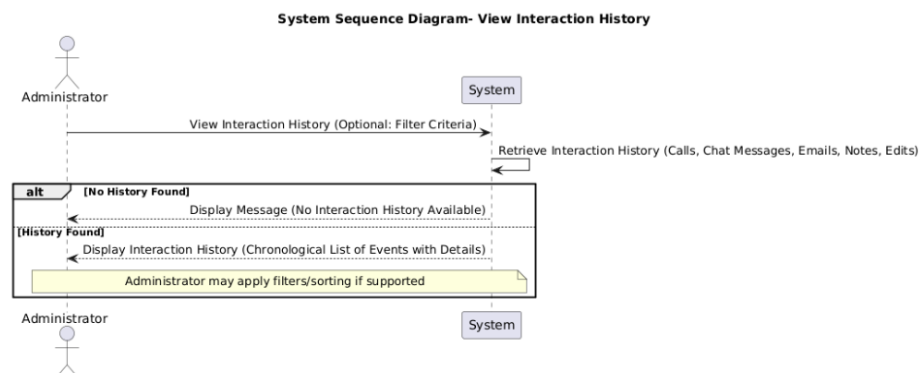 System Sequence Diagram- View Interaction History
Administrator
System
View Interaction History (Optional: Filter Criteria)
Retrieve Interaction History (Calls, Chat Messages, Emails, Notes, Edits)
alt [No History Found]
Display Message (No Interaction History Available)
[History Found]
Display Interaction History (Chronological List of Events with Details)
Administrator may apply filters/sorting if supported
Administrator
System